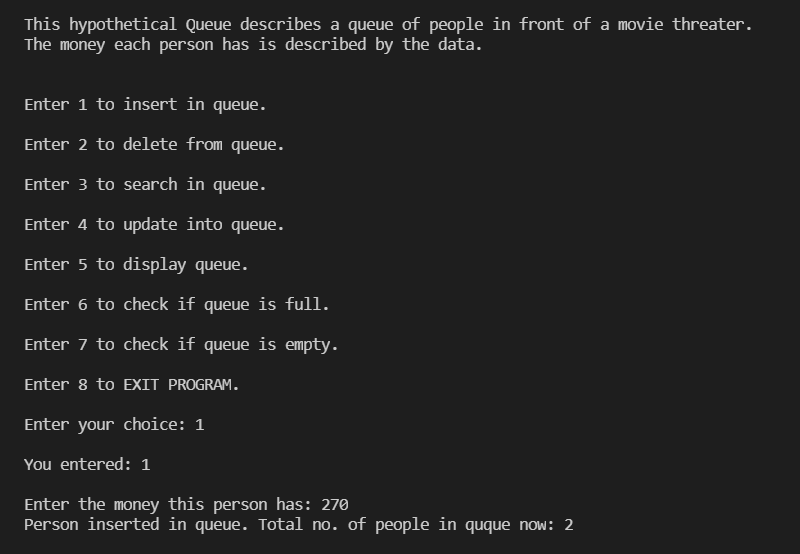 This hypothetical Queue describes a queue of people in front of a movie threater.
The money each person has is described by the data.
Enter 1 to insert in queue.
Enter 2 to delete from queue.
Enter 3 to search in queue.
Enter 4 to update into queue.
Enter 5 to display queue.
Enter 6 to check if queue is full.
Enter 7 to check if queue is empty.
Enter 8 to EXIT PROGRAM.
Enter your choice: 1
You entered: 1
Enter the money this person has: 270
Person inserted in queue. Total no. of people in quque now: 2